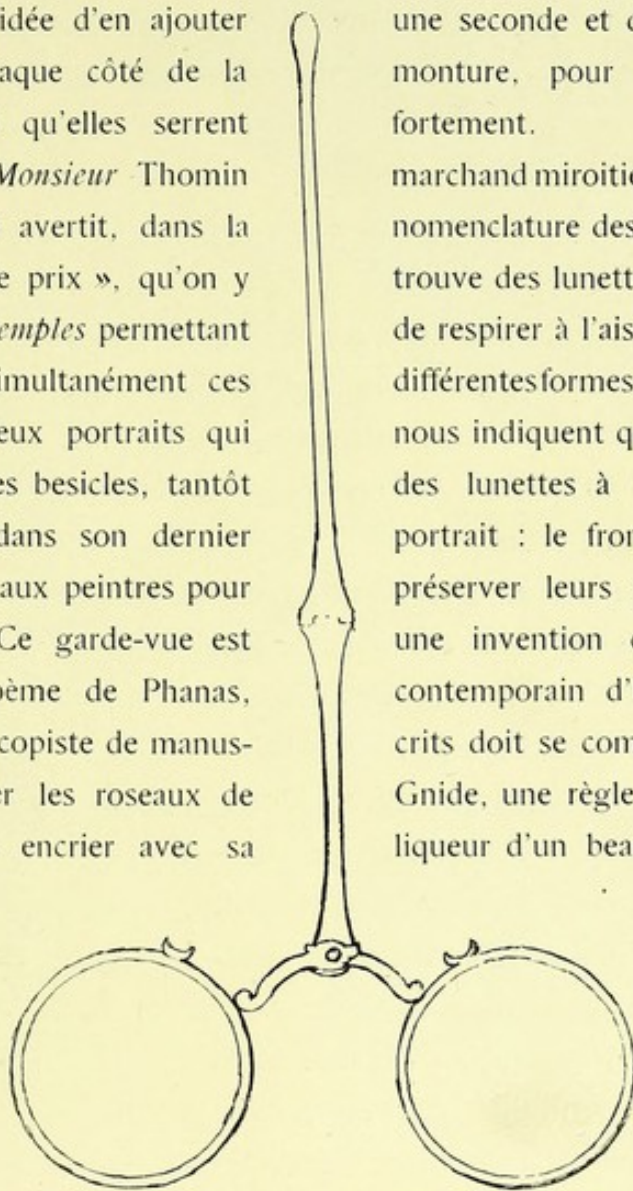 idée d'en ajouter une seconde et
aque côté de la monture, pour
qu'elles serrent fortement.
Monsieur Thomin marchand miroitie
avertit, dans la nomenclature des
e prix », qu'on y trouve des lunett
emples permettant de respirer à l'ais
imultanément ces différentes formes
eux portraits qui nous indiquent q
es besicles, tantôt des lunettes à
dans son dernier portrait : le fron
aux peintres pour préserver leurs
Ce garde-vue est une invention
oème de Phanas, contemporain d'
copiste de manus- crits doit se com
er les roseaux de Gnide, une règle
encrier avec sa liqueur d'un bea